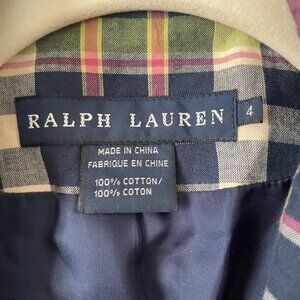 RALPH LAUREN
4
MADE IN CHINA
FABRIQUE EN CHINE
100% COTTON/
100% COTON